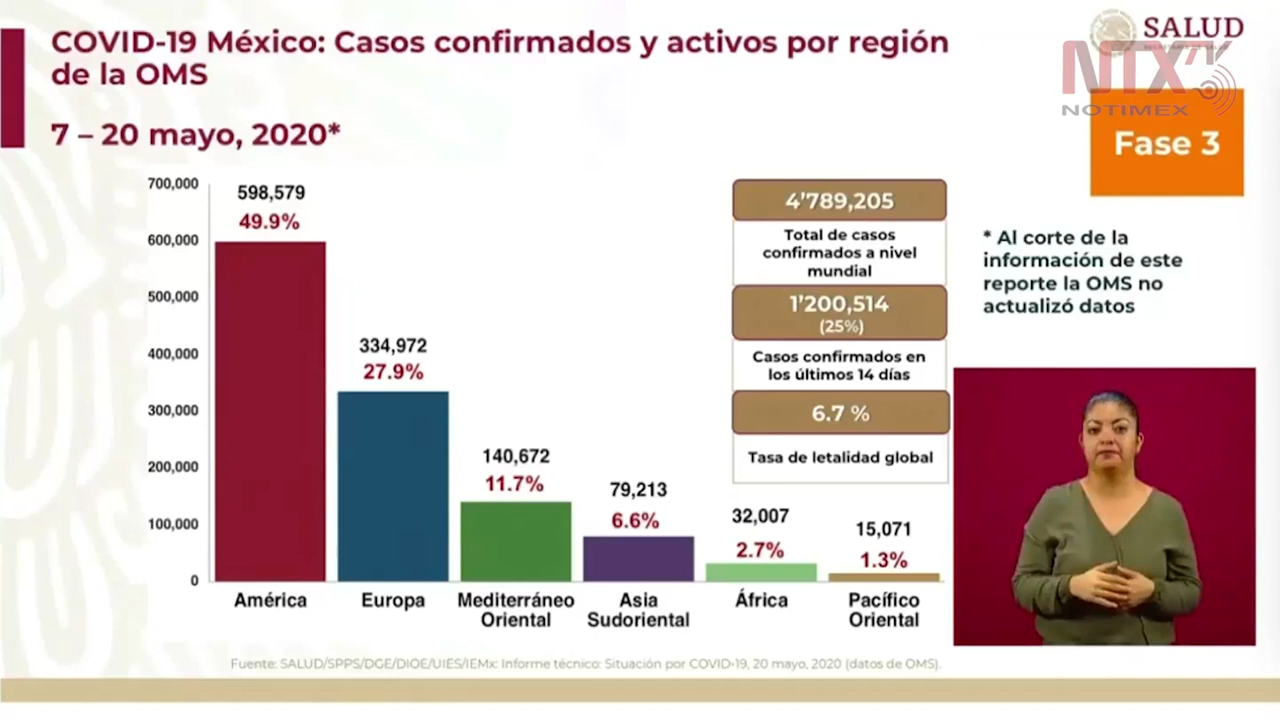 COVID-19 México: Casos confirmados y activos por región
de la OMS
7 – 20 mayo, 2020*
SALUD
SECRETARÍA DE SALUD
NTX
NOTIMEX
Fase 3
700,000
600,000
500,000
400,000
300,000
200,000
100,000
0
598,579
49.9%
334,972
27.9%
140,672
11.7%
79,213
6.6%
32,007
2.7%
15,071
1.3%
América
Europa
Mediterráneo
Oriental
Asia
Sudoriental
África
Pacífico
Oriental
4’789,205
Total de casos
confirmados a nivel
mundial
1’200,514
(25%)
Casos confirmados en
los últimos 14 días
6.7 %
Tasa de letalidad global
* Al corte de la
información de este
reporte la OMS no
actualizó datos
Fuente: SALUD/SPPS/DGE/DIOE/UIES/IEMx: Informe técnico: Situación por COVID-19, 20 mayo, 2020 (datos de OMS).